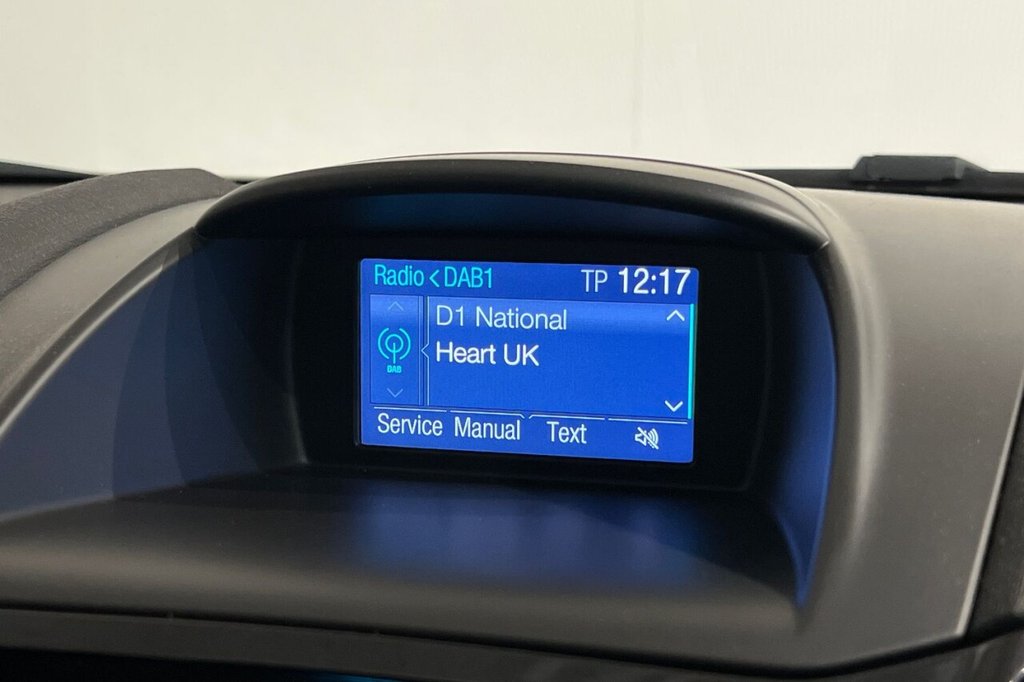 Radio < DAB1 TP 12:17
D1 National
Heart UK
DAB
Service Manual Text